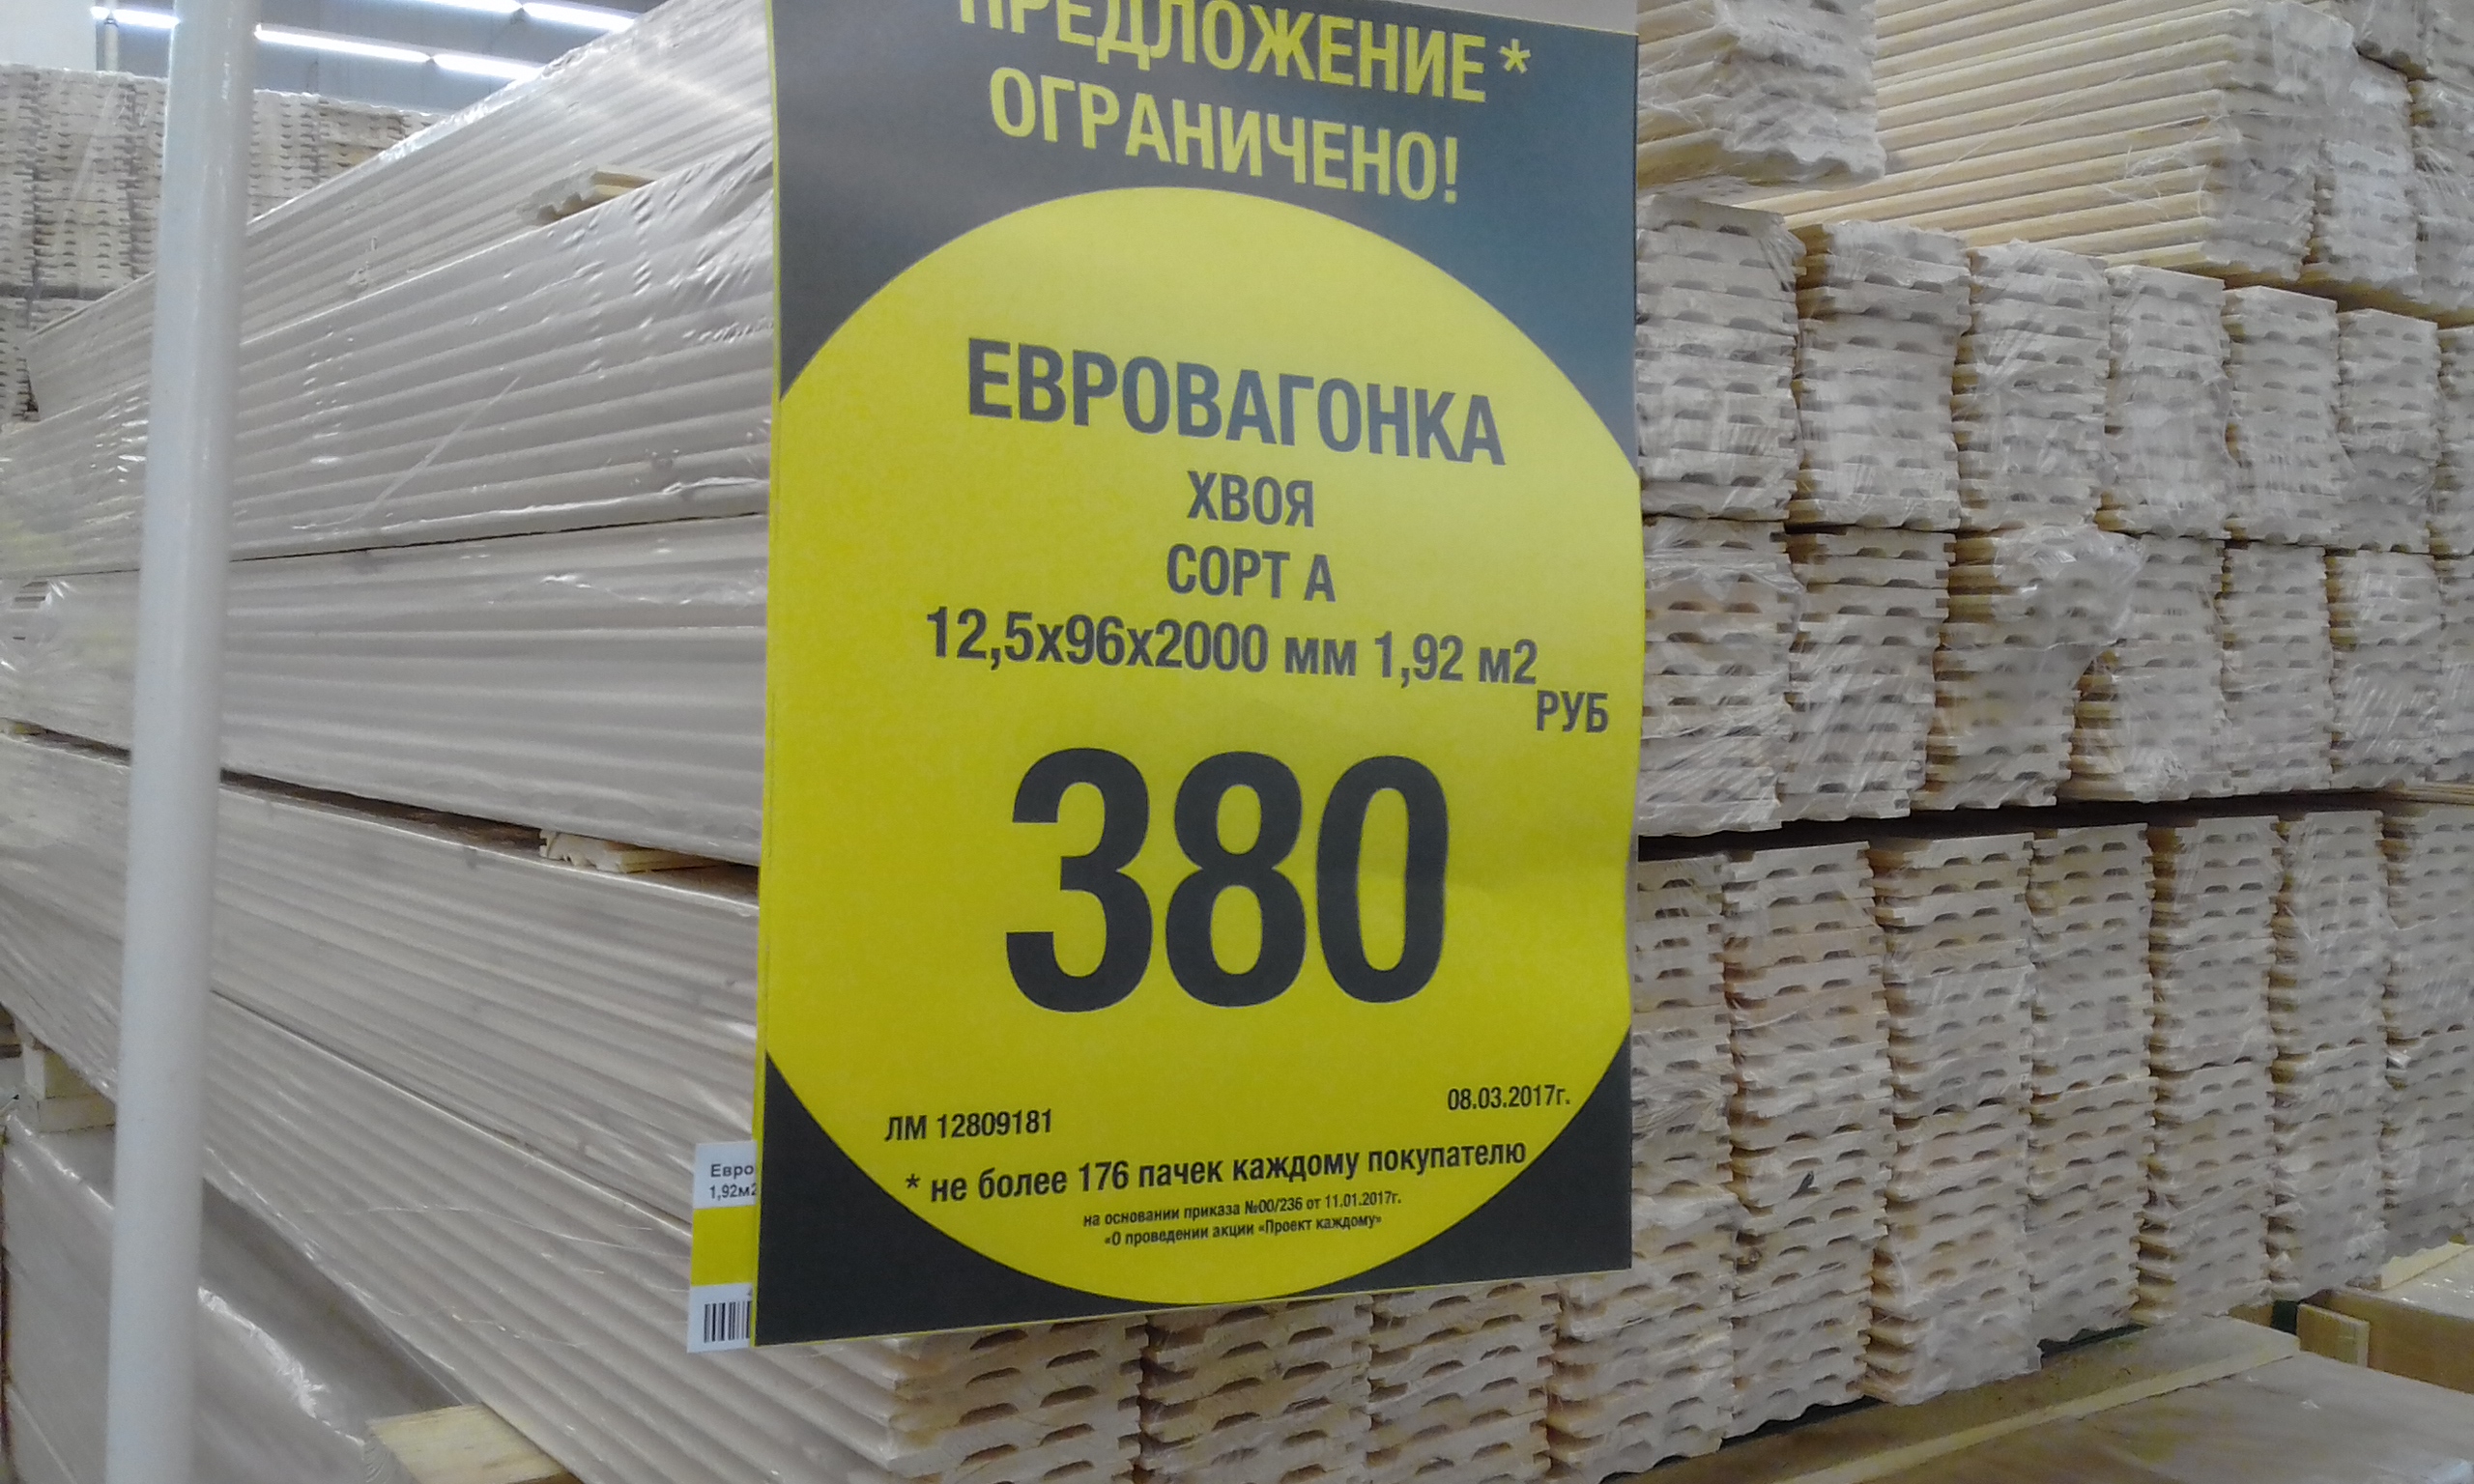 ПРЕДЛОЖЕНИЕ*
ОГРАНИЧЕНО!
ЕВРОВАГОНКА
ХВОЯ
СОРТ А
12,5х96х2000 мм 1,92 м2
РУБ
380
ЛМ 12809181
08.03.2017г.
* не более 176 пачек каждому покупателю
на основании приказа №00/236 от 11.01.2017г.
«О проведении акции «Проект каждому»
Евро
1,92м2